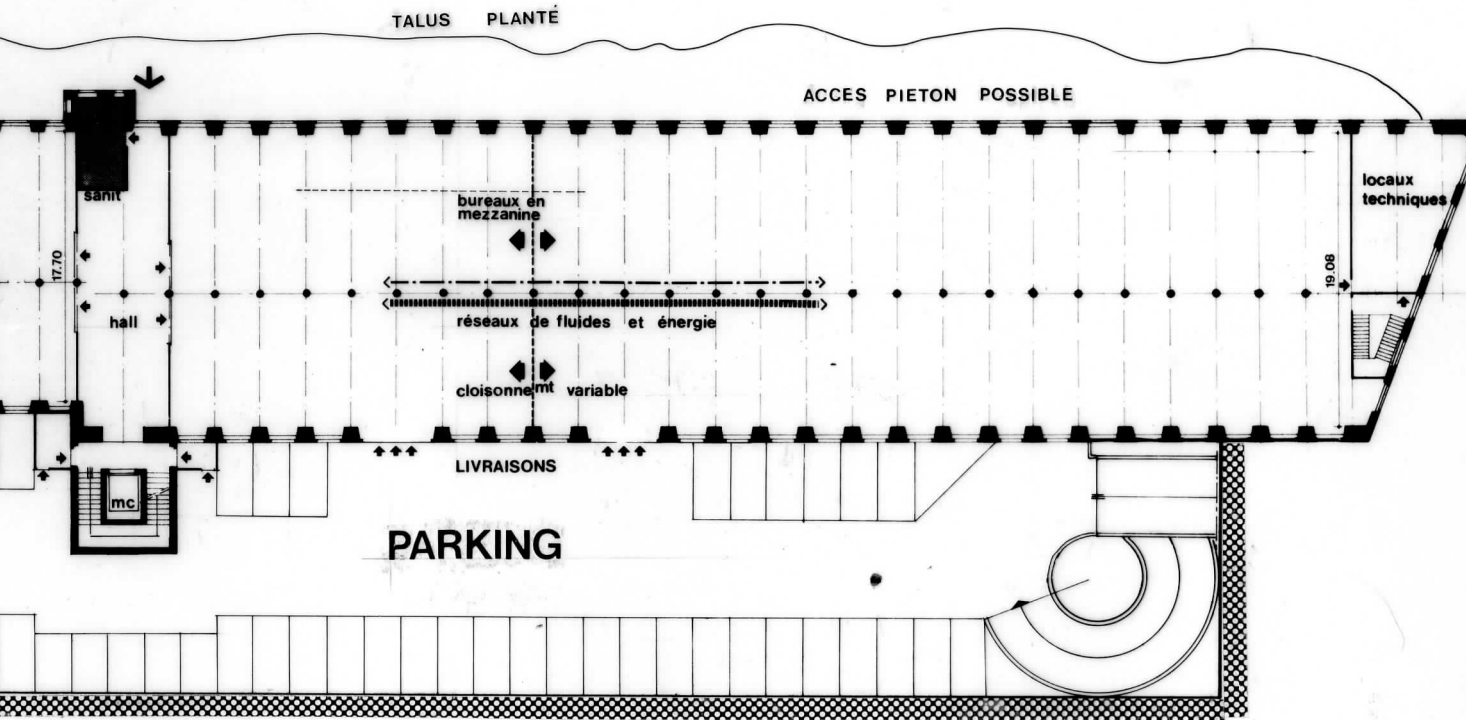 TALUS PLANTÉ
ACCES PIETON POSSIBLE
sanit
bureaux en
mezzanine
locaux
techniques
17.70
19.08
hall
réseaux de fluides et énergie
cloisonnemt variable
LIVRAISONS
mc
PARKING